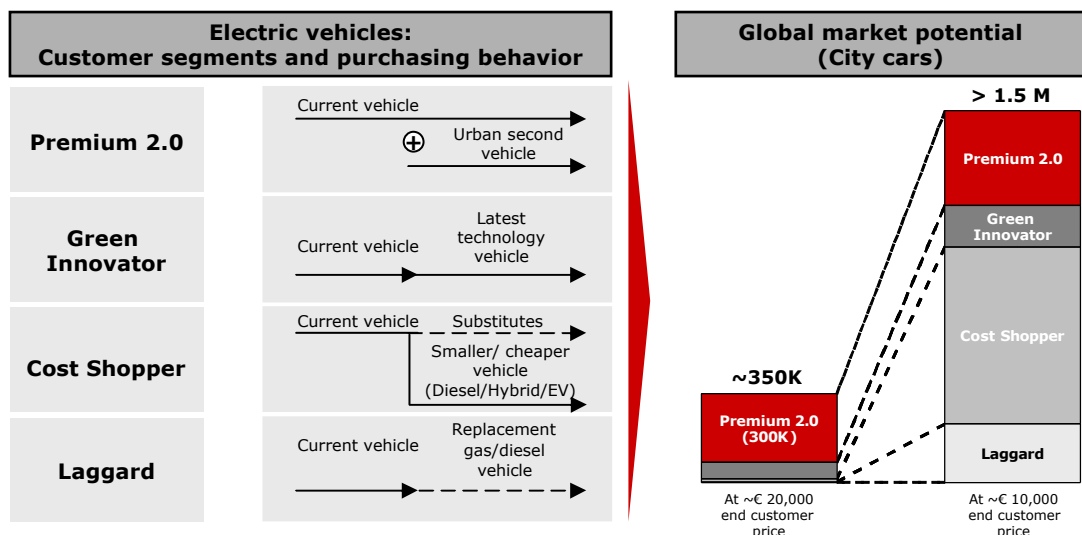 Electric vehicles:
Customer segments and purchasing behavior
Premium 2.0
Current vehicle
Urban second
vehicle
Green
Innovator
Current vehicle
Latest
technology
vehicle
Cost Shopper
Current vehicle
Substitutes
Smaller/ cheaper
vehicle
(Diesel/Hybrid/EV)
Laggard
Current vehicle
Replacement
gas/diesel
vehicle
Global market potential
(City cars)
~350K
Premium 2.0
(300K)
At ~€ 20,000
end customer
price
> 1.5 M
Premium 2.0
Green
Innovator
Cost Shopper
Laggard
At ~€ 10,000
end customer
price